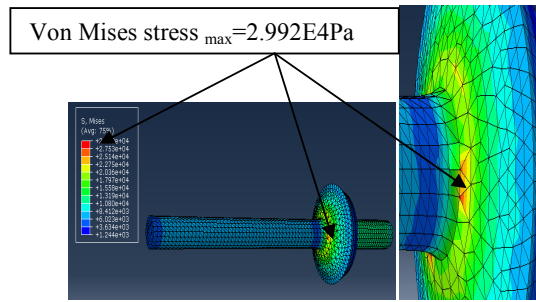 Von Mises stress max=2.992E4Pa
S, Mises
(Avg: 75%)
+2.753e+04
+2.514e+04
+2.275e+04
+2.036e+04
+1.797e+04
+1.558e+04
+1.319e+04
+1.080e+04
+8.412e+03
+6.023e+03
+3.634e+03
+1.244e+03